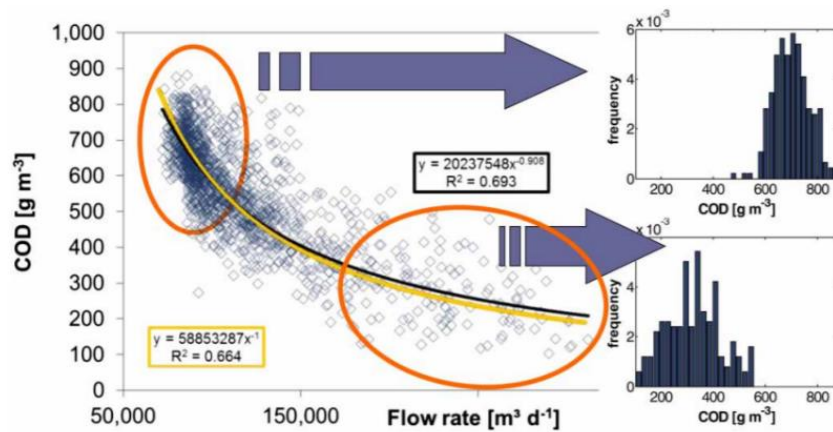 1,000
900
800
700
600
500
400
300
200
100
0
COD [g m-3]
50,000
150,000
Flow rate [m³ d-1]
y = 20237548x-0.908
R2 = 0.693
y = 58853287x-1
R2 = 0.664
6 x 10-3
4
2
0
frequency
200
400
600
800
COD [g m-3]
6 x 10-3
4
2
0
frequency
200
400
600
800
COD [g m-3]